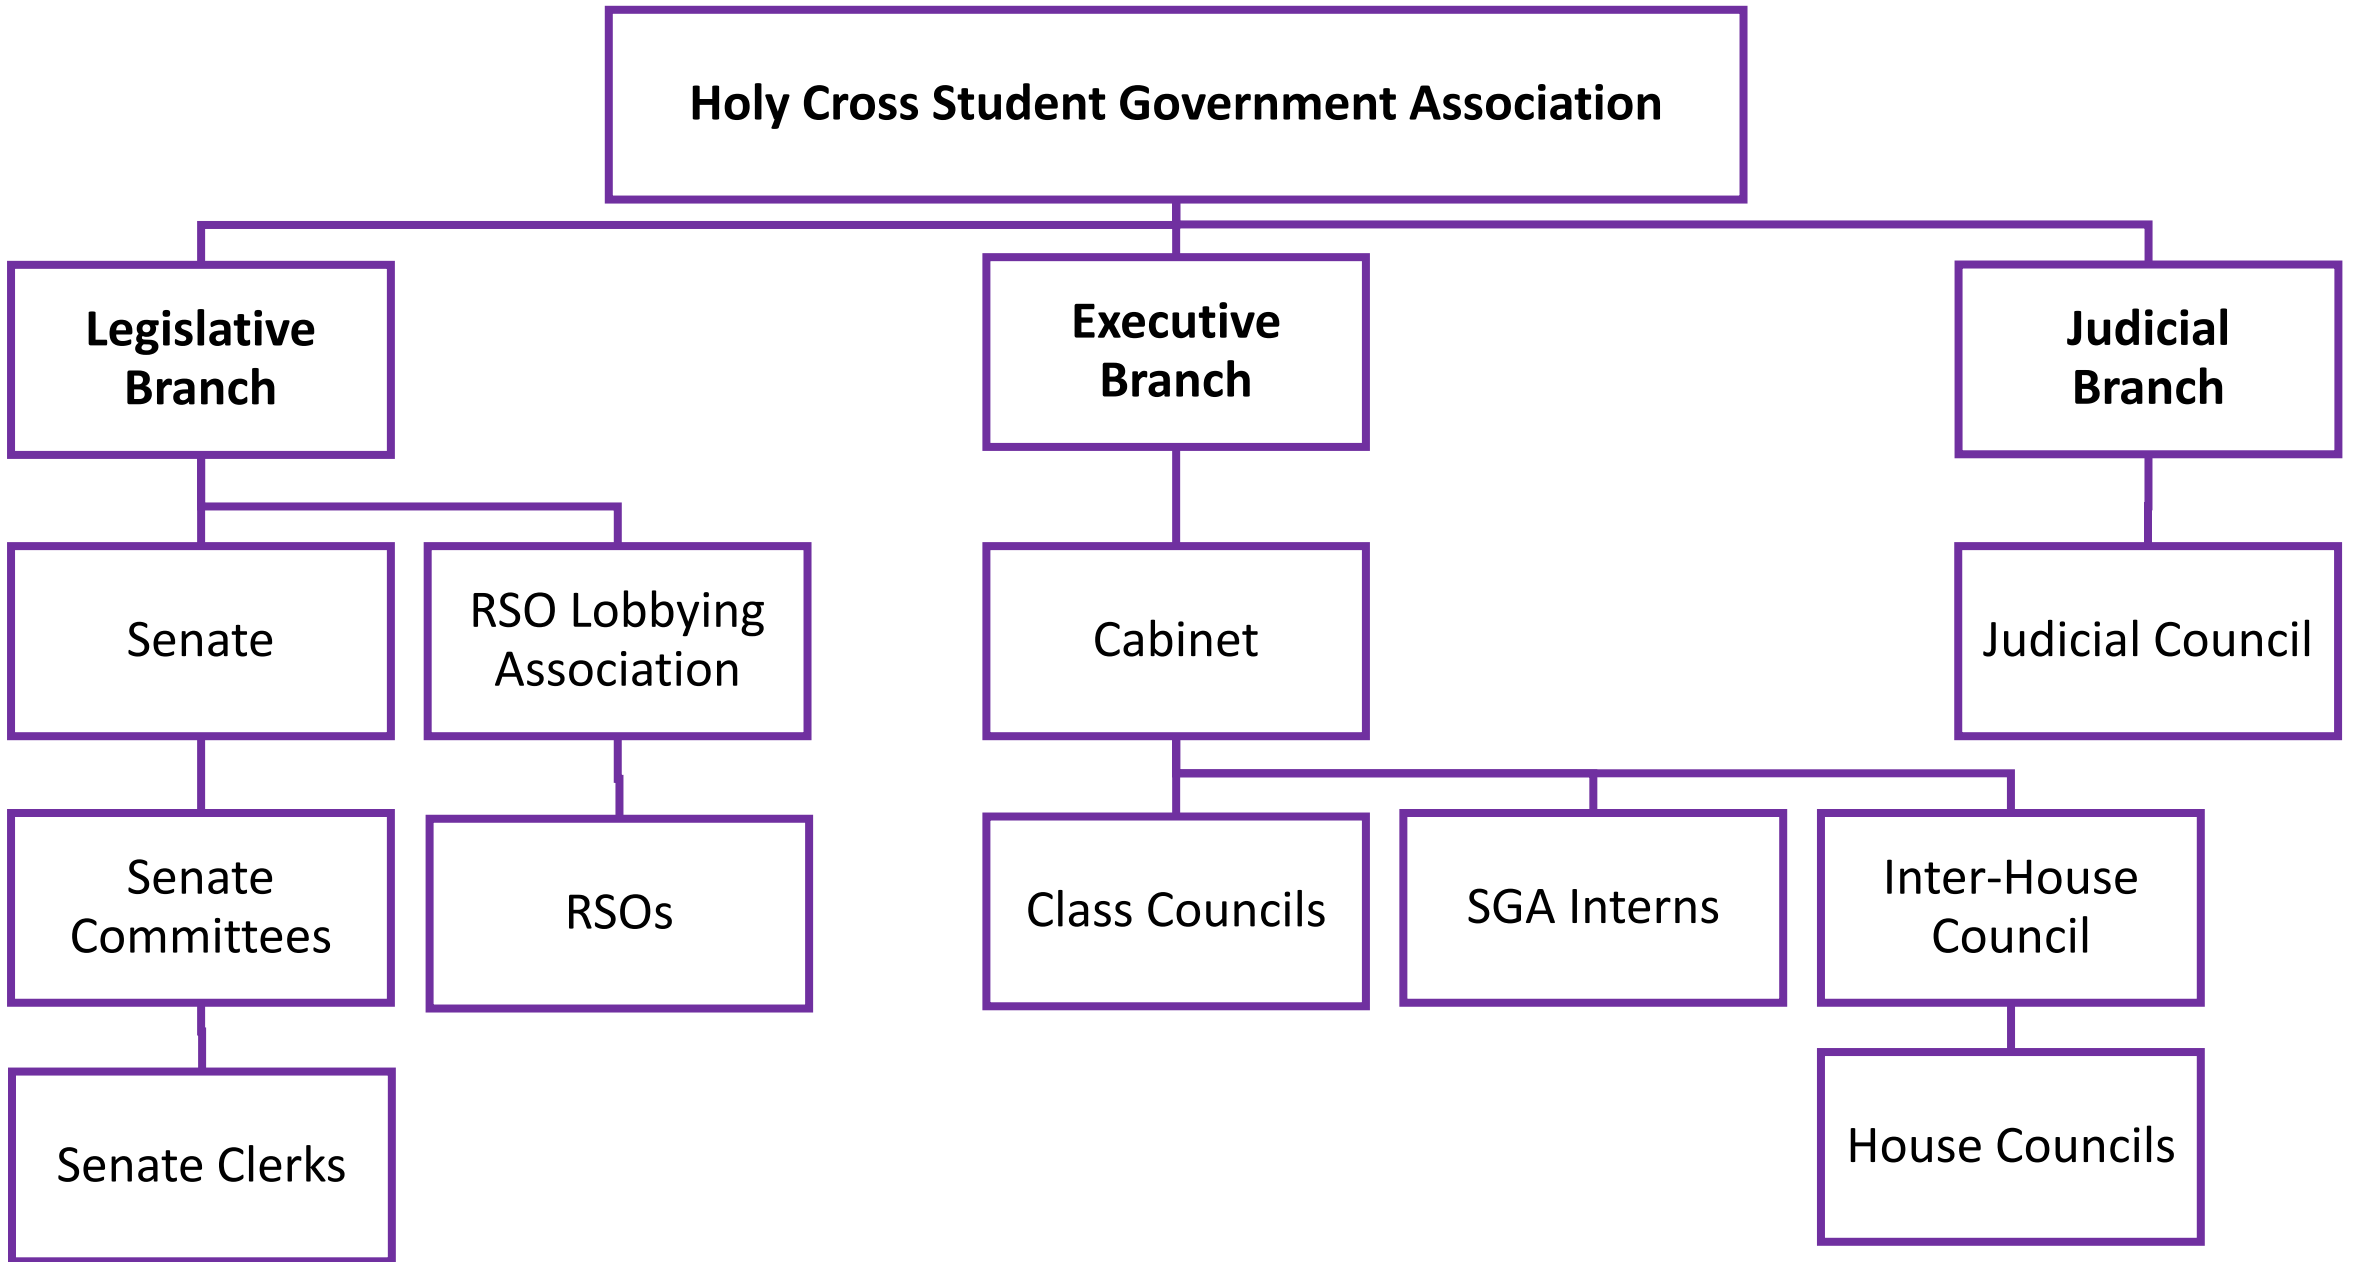 Holy Cross Student Government Association
Legislative
Branch
Executive
Branch
Judicial
Branch
Senate
RSO Lobbying
Association
Cabinet
Judicial Council
Senate
Committees
RSOs
Class Councils
SGA Interns
Inter-House
Council
Senate Clerks
House Councils